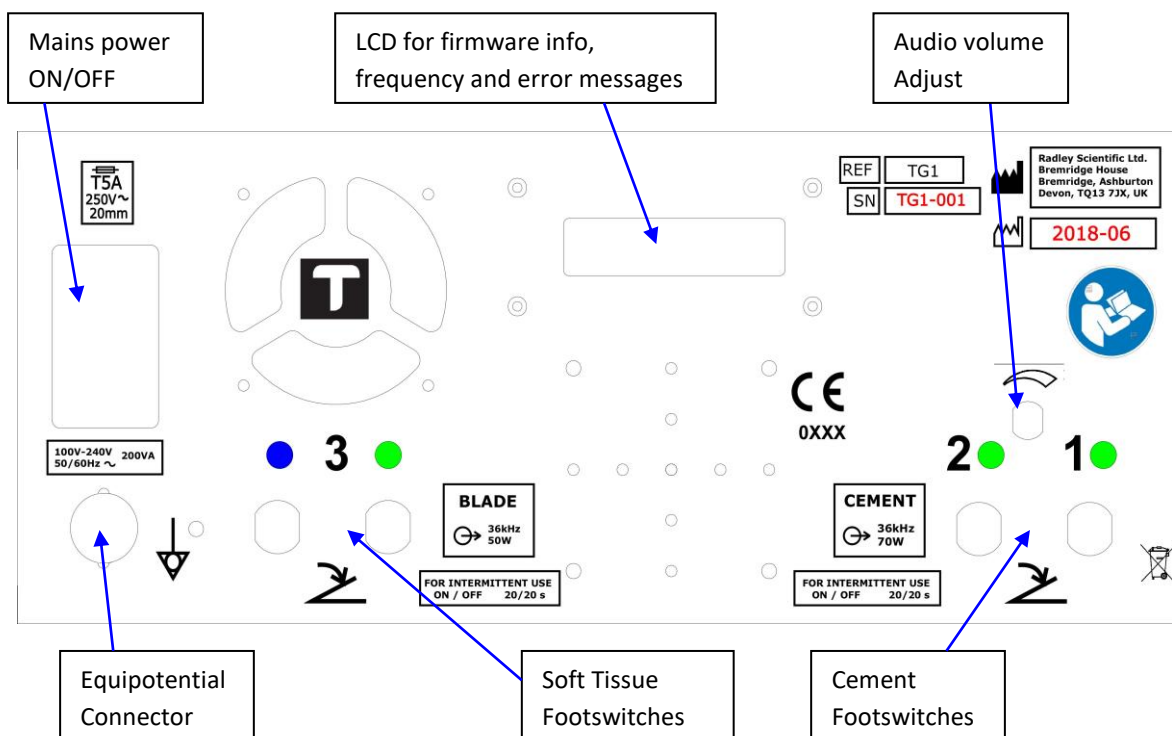 Mains power
ON/OFF
LCD for firmware info,
frequency and error messages
Audio volume
Adjust
T5A
250V~
20mm
T
REF TG1
SN TG1-001
Radley Scientific Ltd.
Bremridge House
Bremridge, Ashburton
Devon, TQ13 7JX, UK
2018-06
CE
0XXX
100V-240V
50/60Hz ~ 200VA
3
2
1
BLADE
36kHz
50W
CEMENT
36kHz
70W
FOR INTERMITTENT USE
ON / OFF 20/20 s
FOR INTERMITTENT USE
ON / OFF 20/20 s
Equipotential
Connector
Soft Tissue
Footswitches
Cement
Footswitches